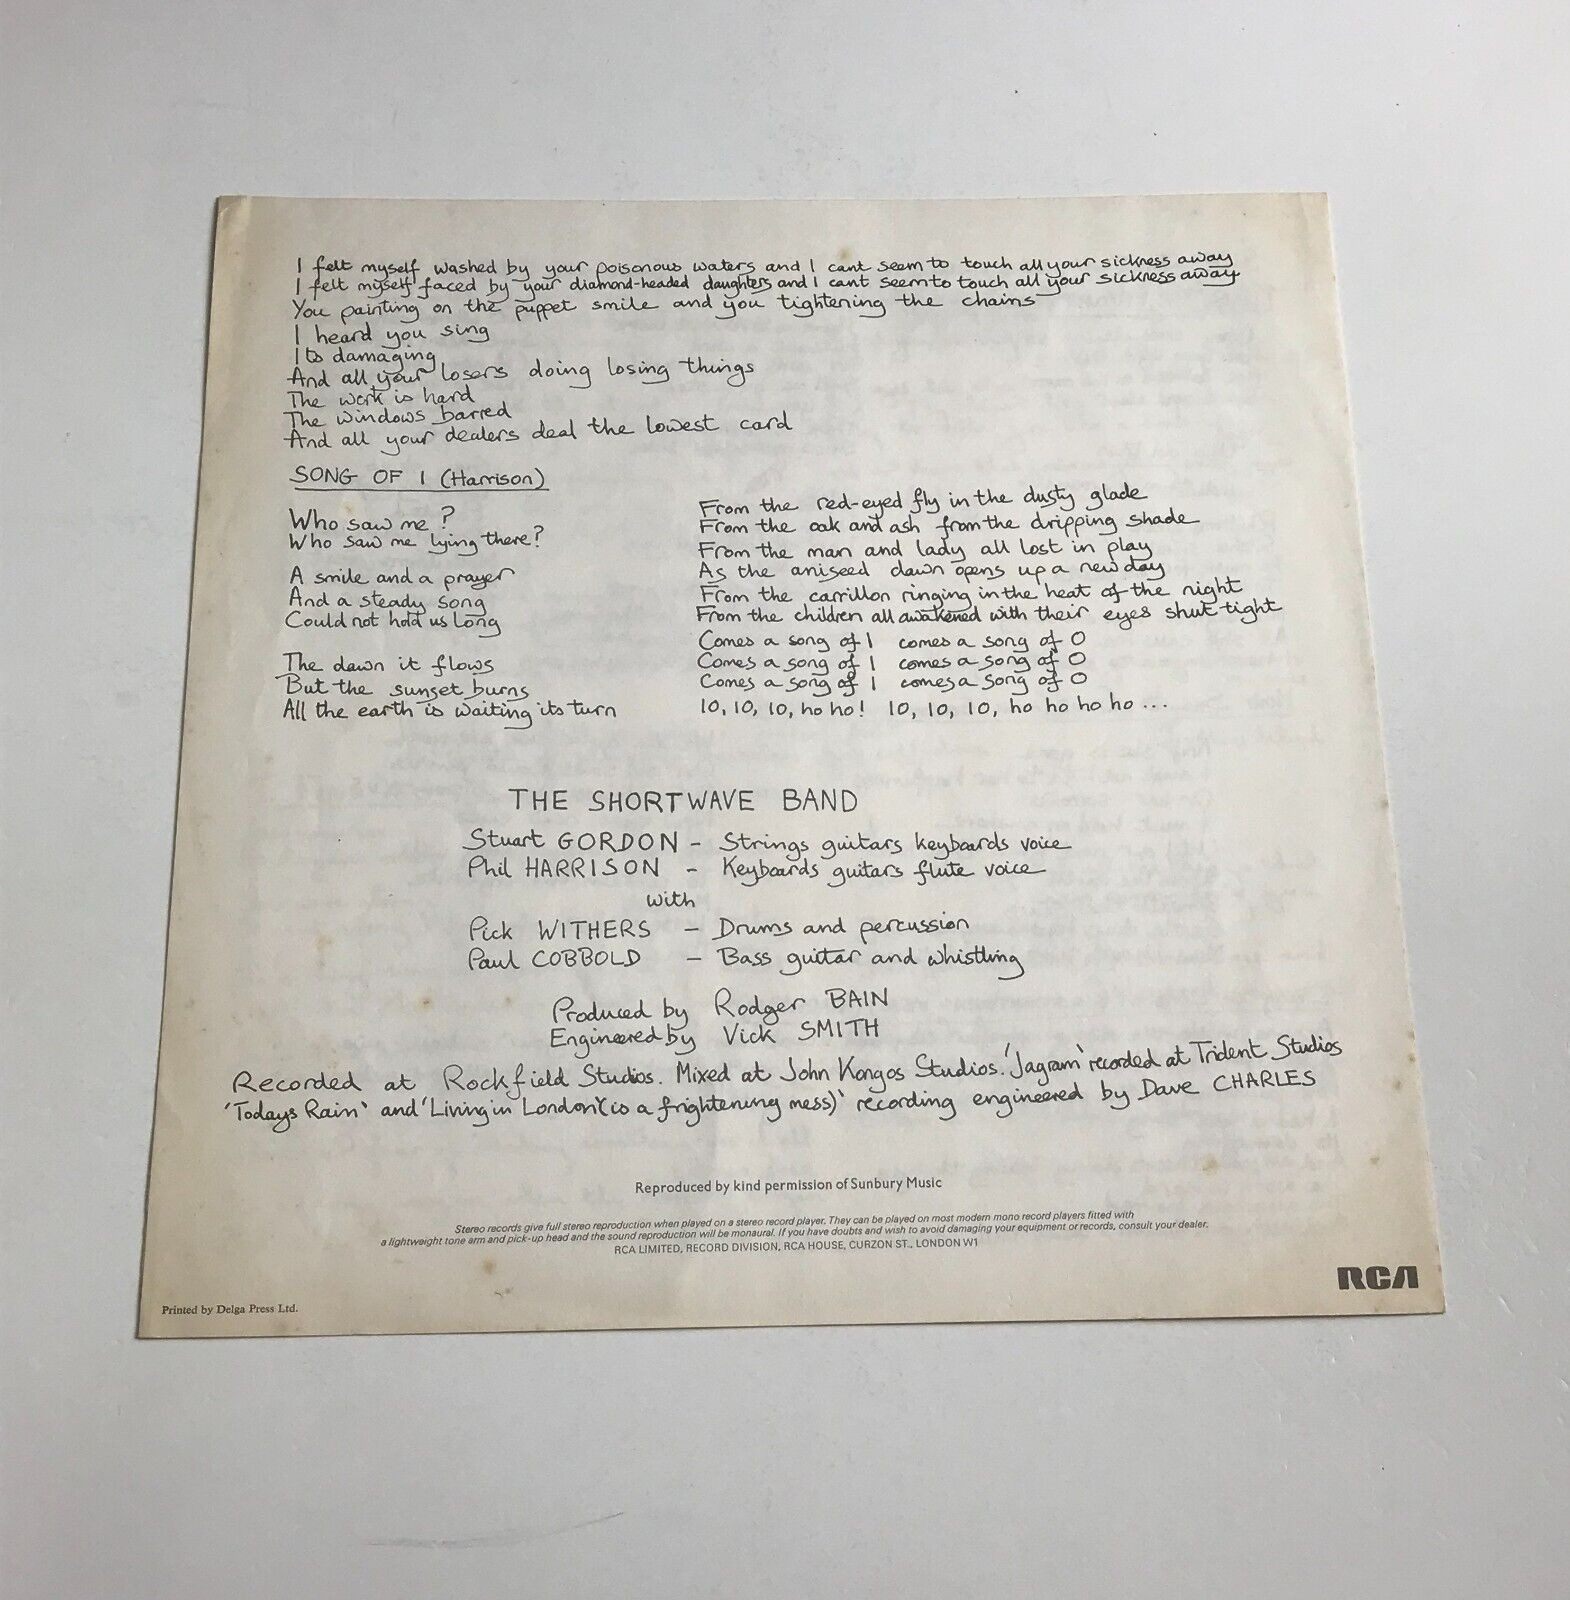 I felt myself washed by your poisonous waters and I cant seem to touch all your sickness away
I felt myself faced by your diamond-headed daughters and I cant seem to touch all your sickness away
You painting on the puppet smile and you tightening the chains
I heard you sing
Its damaging
And all your losers doing losing things
The work is hard
The windows barred
And all your dealers deal the lowest card
SONG OF 1 (Harrison)
Who saw me?
Who saw me lying there?
A smile and a prayer
And a steady song
Could not hold us long
The dawn it flows
But the sunset burns
All the earth is waiting its turn
From the red-eyed fly in the dusty glade
From the oak and ash from the dripping shade
From the man and lady all lost in play
As the aniseed dawn opens up a new day
From the carrillon ringing in the heat of the night
From the children all awakened with their eyes shut tight
Comes a song of 1 comes a song of 0
Comes a song of 1 comes a song of 0
Comes a song of 1 comes a song of 0
10, 10, 10, ho ho! 10, 10, 10, ho ho ho ho ...
THE SHORTWAVE BAND
Stuart GORDON - Strings guitars keyboards voice
Phil HARRISON - Keyboards guitars flute voice
with
Pick WITHERS - Drums and percussion
Paul COBBOLD - Bass guitar and whistling
Produced by Rodger BAIN
Engineered by Vick SMITH
Recorded at Rockfield Studios. Mixed at John Kongos Studios. 'Jagram' recorded at Trident Studios
'Todays Rain' and 'Living in London (is a frightening mess)' recording engineered by Dave CHARLES
Reproduced by kind permission of Sunbury Music
Stereo records give full stereo reproduction when played on a stereo record player. They can be played on most modern mono record players fitted with
a lightweight tone arm and pick-up head and the sound reproduction will be monaural. If you have doubts and wish to avoid damaging your equipment or records, consult your dealer.
RCA LIMITED, RECORD DIVISION, RCA HOUSE, CURZON ST., LONDON W1
RCA
Printed by Delga Press Ltd.